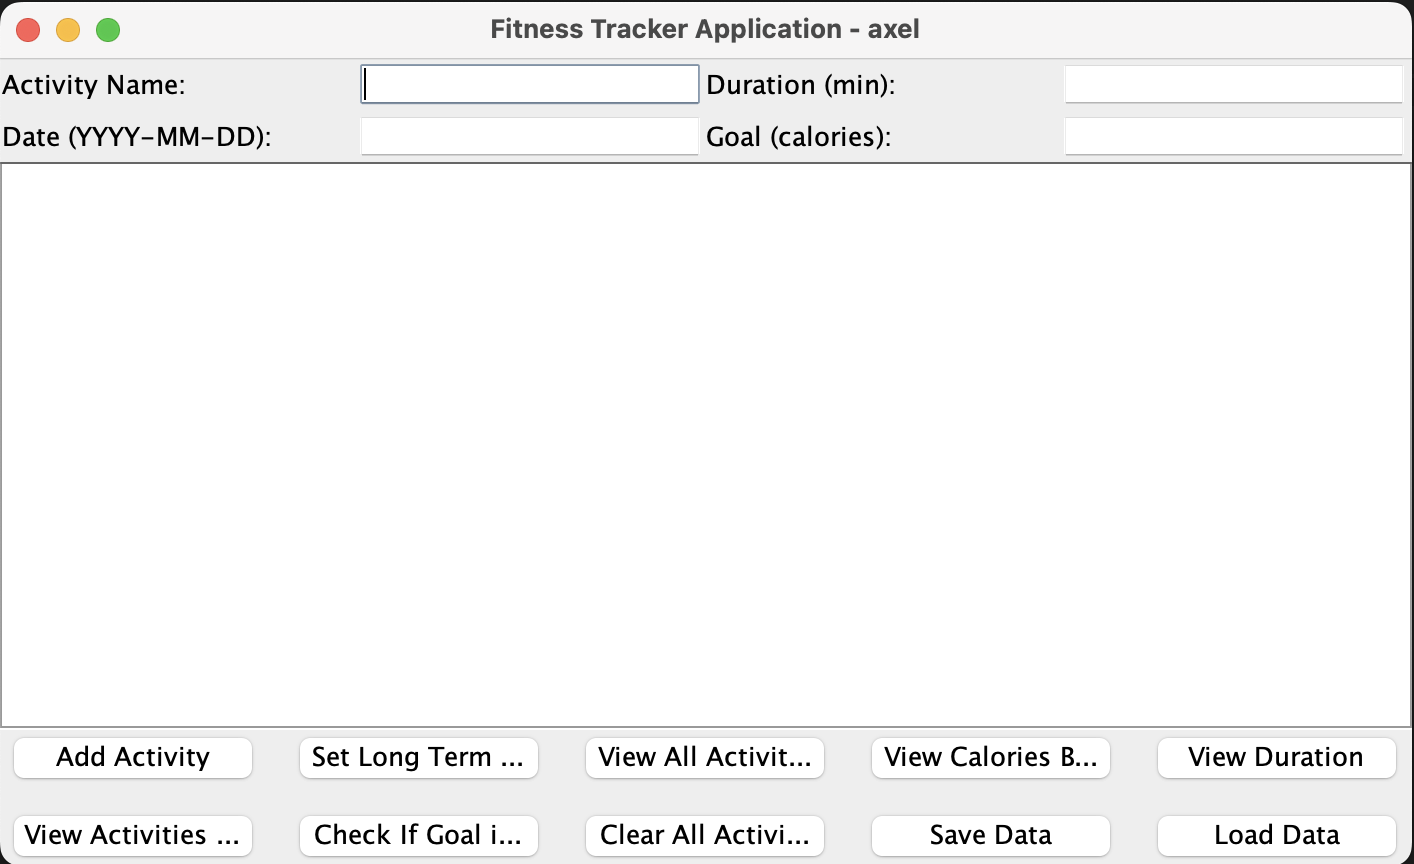 Fitness Tracker Application - axel
Activity Name: Duration (min):
Date (YYYY-MM-DD): Goal (calories):
Add Activity Set Long Term ... View All Activit... View Calories B... View Duration
View Activities ... Check If Goal i... Clear All Activi... Save Data Load Data